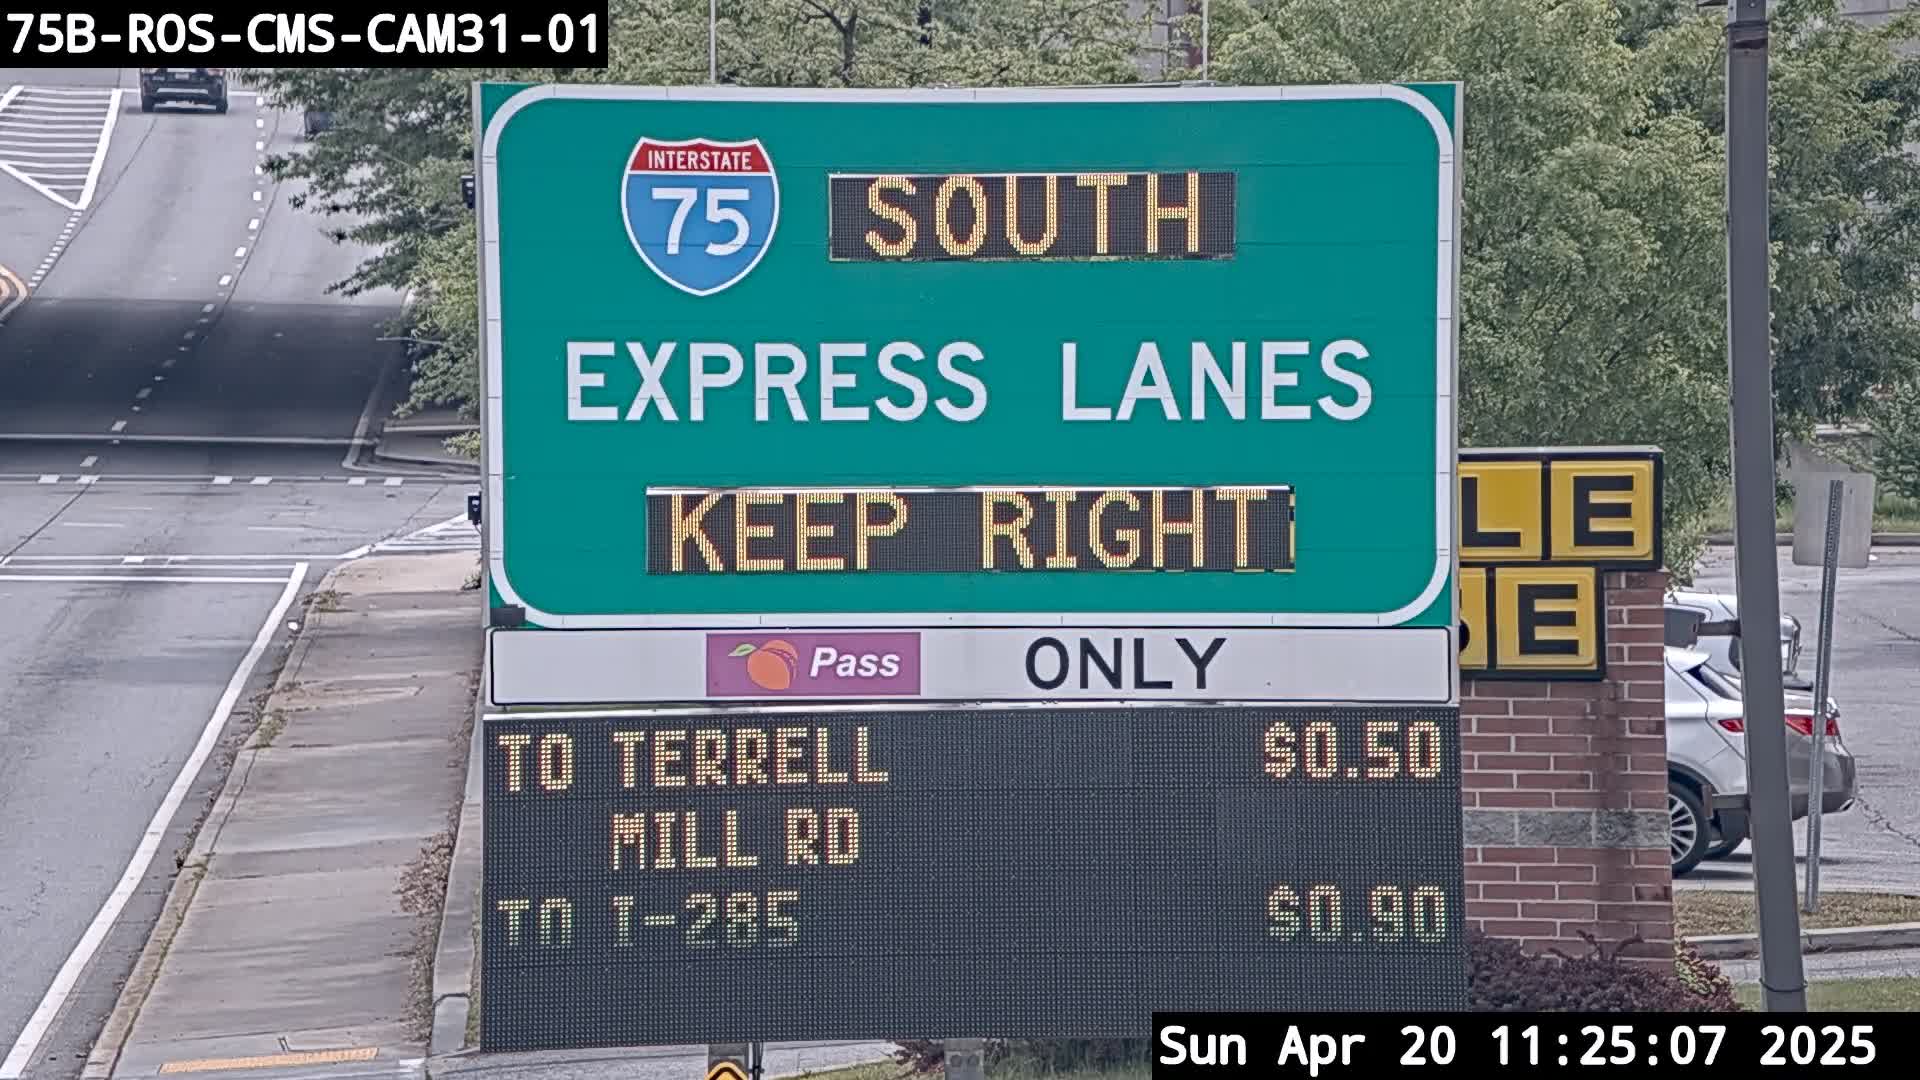 75B-ROS-CMS-CAM31-01
INTERSTATE
75
SOUTH
EXPRESS LANES
KEEP RIGHT
Pass ONLY
TO TERRELL $0.50
MILL RD
TO I-285 $0.90
LE
E
Sun Apr 20 11:25:07 2025